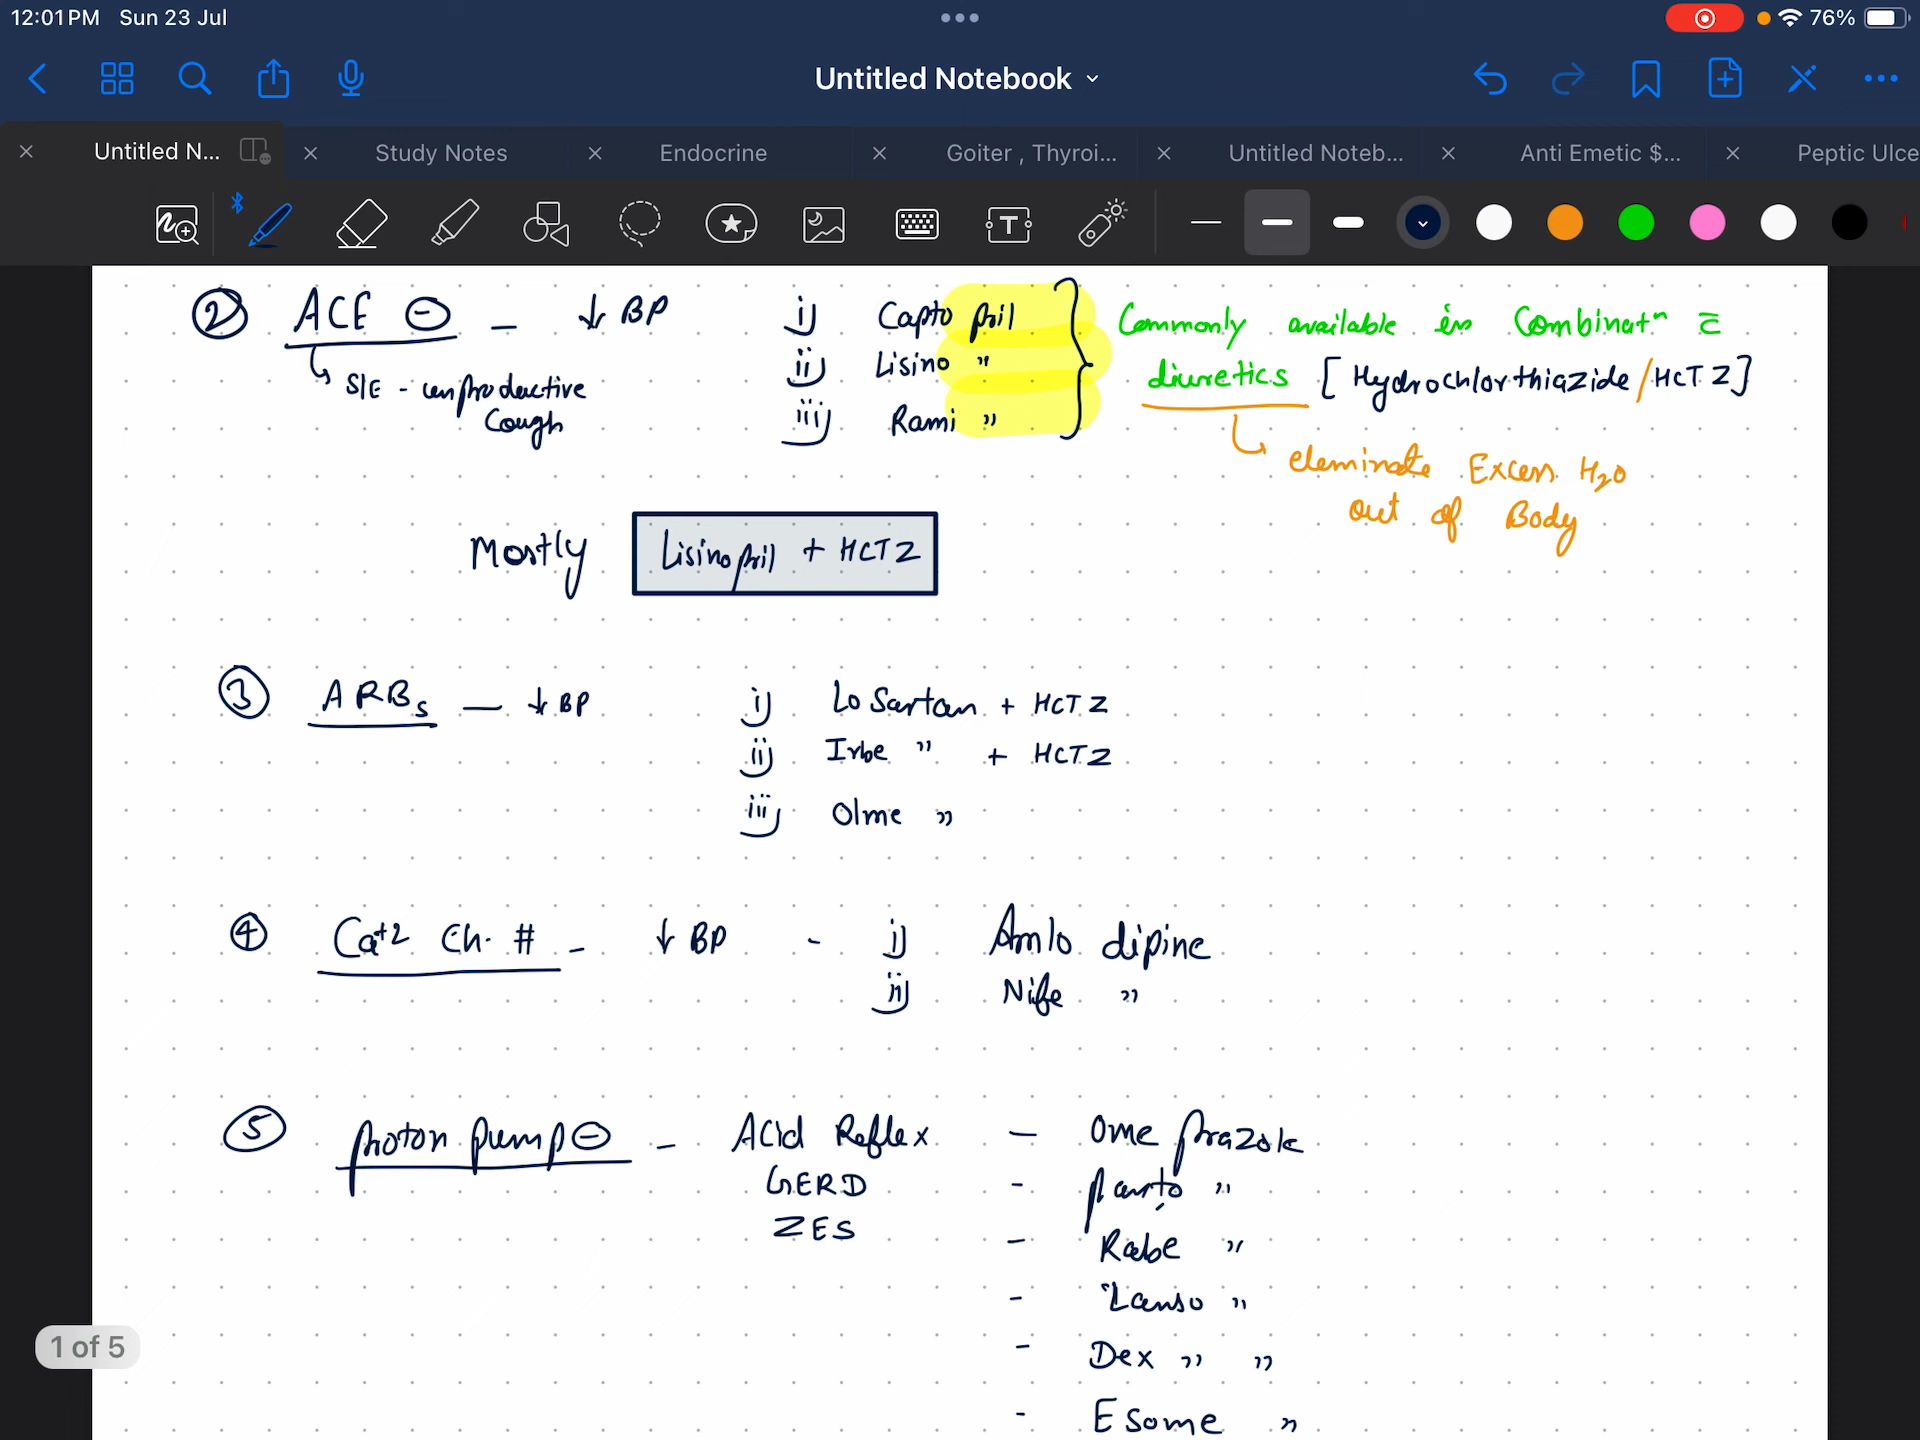 12:01 PM Sun 23 Jul
76%
Untitled Notebook
Untitled N...
Study Notes
Endocrine
Goiter , Thyroi...
Untitled Noteb...
Anti Emetic $...
Peptic Ulce
② ACE ⊖ - ↓ BP
S/E - unproductive
Cough
i) Capto pril
ii) Lisino "
iii) Rami "
Commonly available in Combinatⁿ c̅
diuretics [Hydrochlorthiazide/HCTZ]
eleminate Excess H₂O
out of Body
Mostly Lisinopril + HCTZ
③ ARBs — ↓ BP
i) Lo Sartan + HCTZ
ii) Irbe " + HCTZ
iii) Olme "
④ Ca+2 Ch. # - ↓ BP - i) Amlo dipine
ii) Nife "
⑤ proton pump ⊖ - Acid Reflex - Ome prazole
GERD - panto "
ZES - Rabe "
- Lanso "
- Dex " "
- Esome "
1 of 5